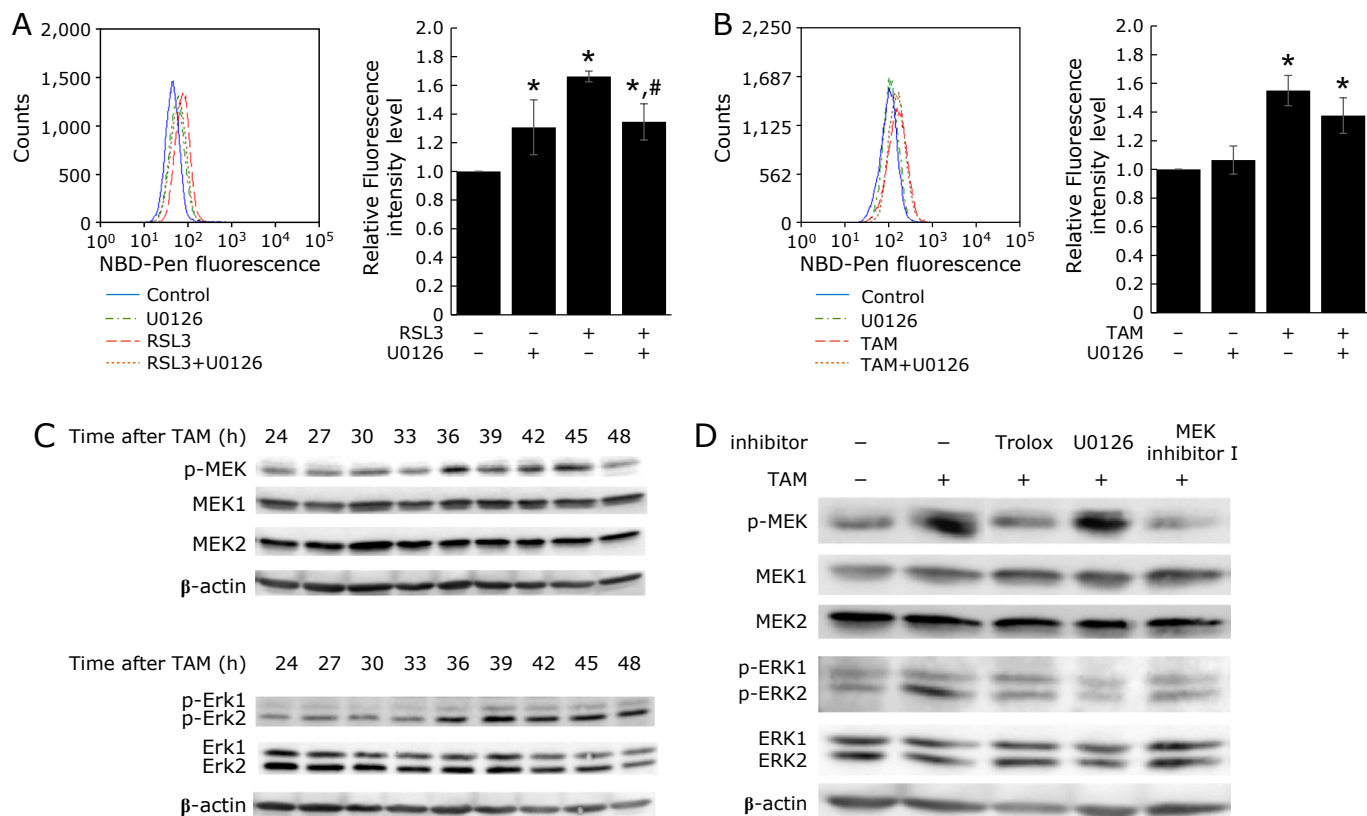 A
2,000
1,500
1,000
500
0
Counts
10⁰ 10¹ 10² 10³ 10⁴ 10⁵
NBD-Pen fluorescence
Control
U0126
RSL3
RSL3+U0126
Relative Fluorescence
intensity level
2.0
1.8
1.6
1.4
1.2
1.0
0.8
0.6
0.4
0.2
0
* * *,#
RSL3 – – + +
U0126 – + – +
B
2,250
1,687
1,125
562
0
Counts
10⁰ 10¹ 10² 10³ 10⁴ 10⁵
NBD-Pen fluorescence
Control
U0126
TAM
TAM+U0126
Relative Fluorescence
intensity level
2.0
1.8
1.6
1.4
1.2
1.0
0.8
0.6
0.4
0.2
0
* *
TAM – – + +
U0126 – + – +
C
Time after TAM (h) 24 27 30 33 36 39 42 45 48
p-MEK
MEK1
MEK2
β-actin
Time after TAM (h) 24 27 30 33 36 39 42 45 48
p-Erk1
p-Erk2
Erk1
Erk2
β-actin
D
inhibitor – – Trolox U0126 MEK
inhibitor I
TAM – + + + +
p-MEK
MEK1
MEK2
p-ERK1
p-ERK2
ERK1
ERK2
β-actin